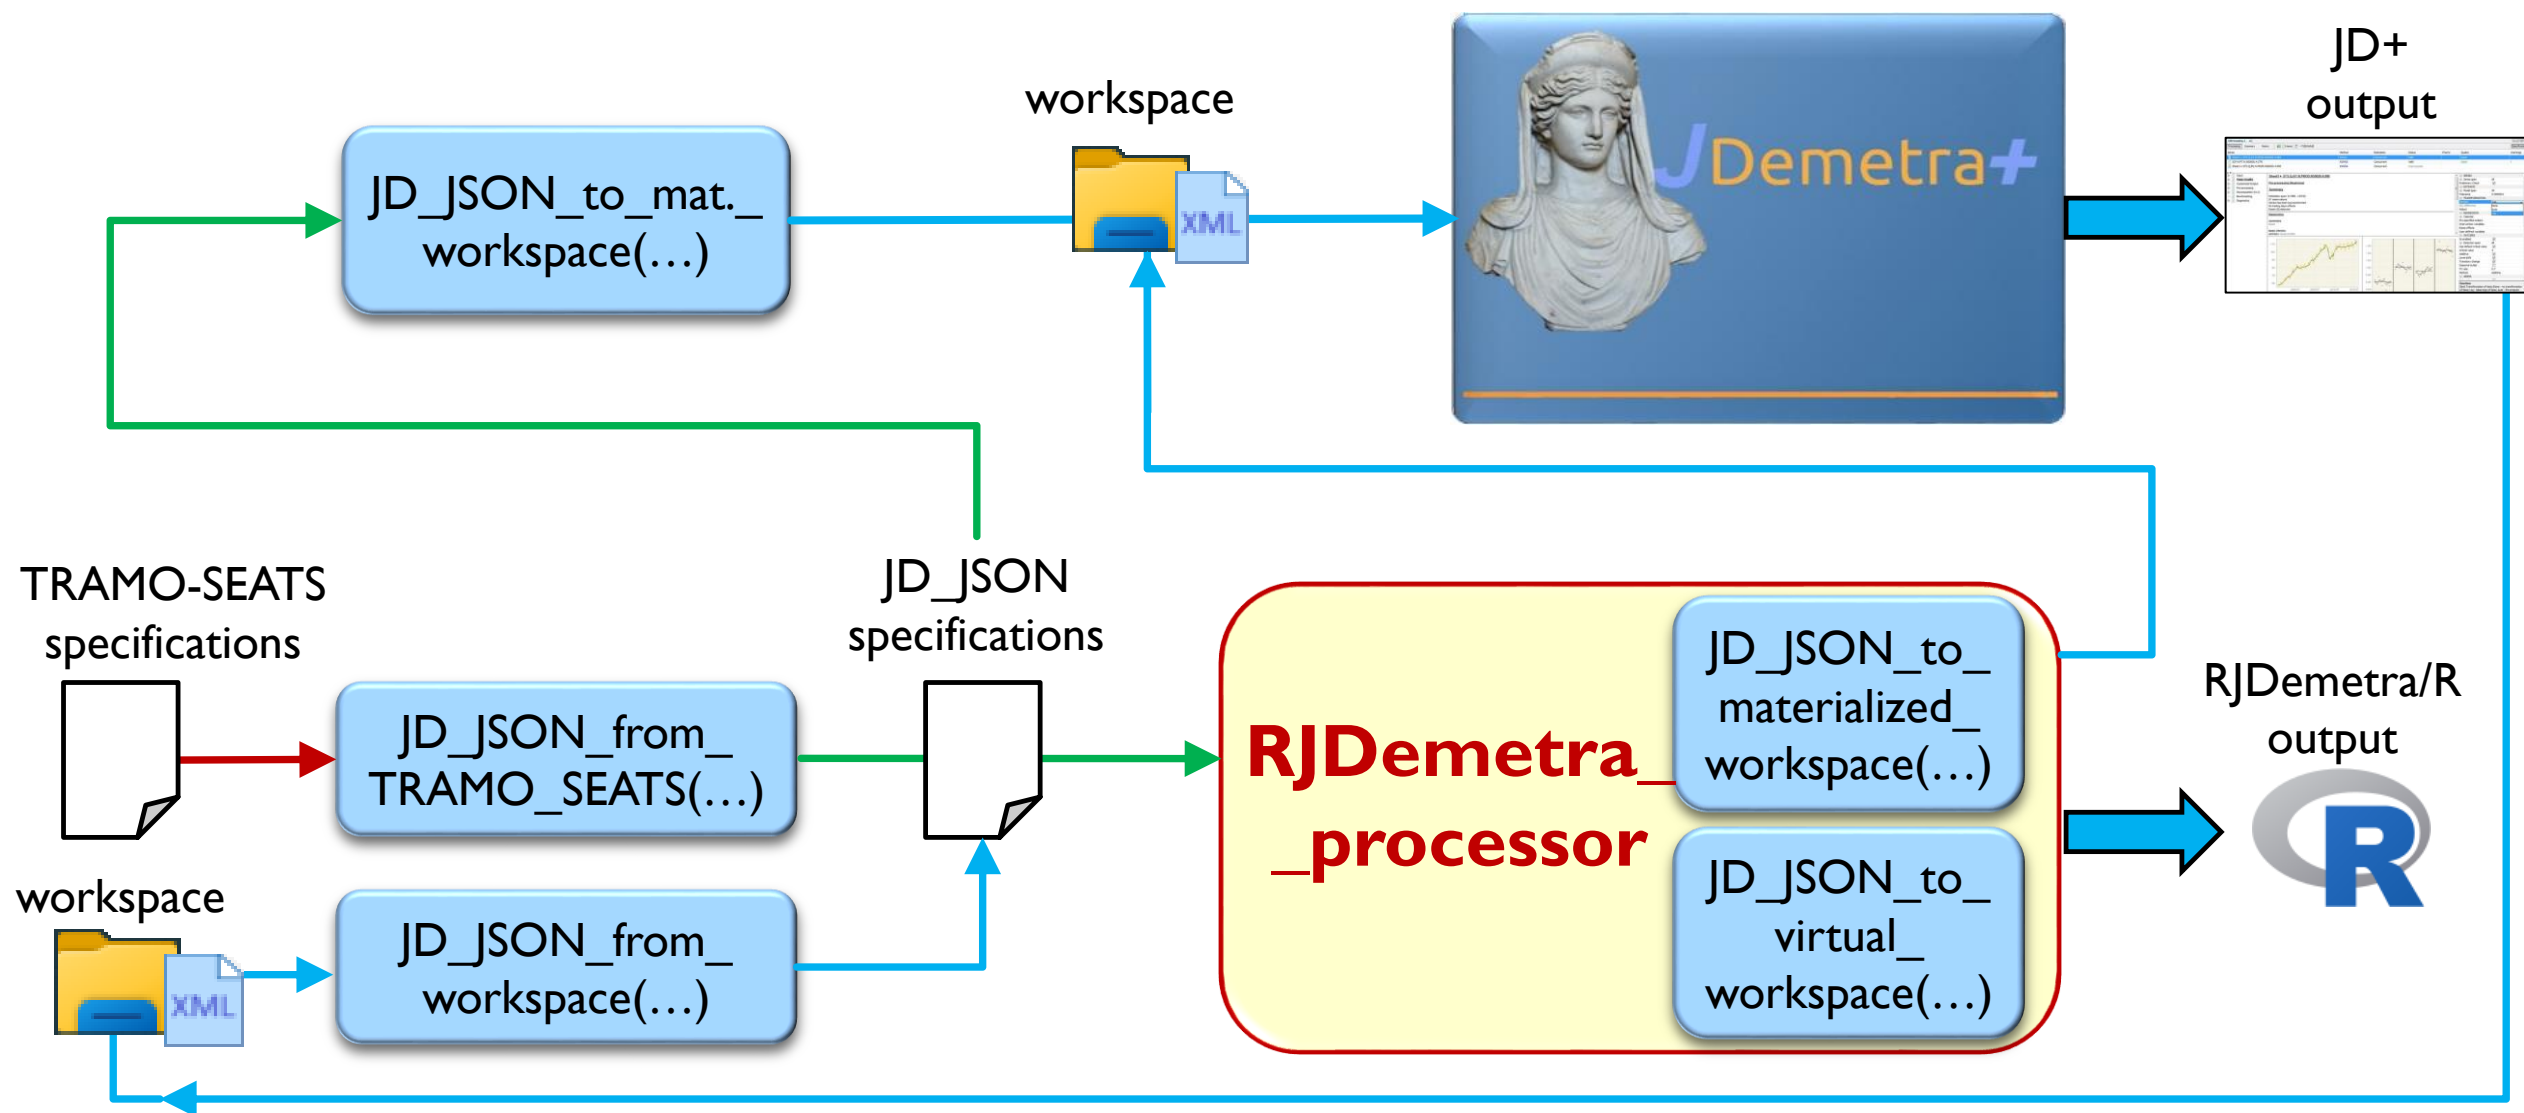 JD+
output
workspace
JD_JSON_to_mat._
workspace(…)
XML
JDemetra+
TRAMO-SEATS
specifications
JD_JSON
specifications
JD_JSON_from_
TRAMO_SEATS(…)
RJDemetra_
_processor
JD_JSON_to_
materialized_
workspace(…)
JD_JSON_to_
virtual_
workspace(…)
RJDemetra/R
output
R
workspace
XML
JD_JSON_from_
workspace(…)